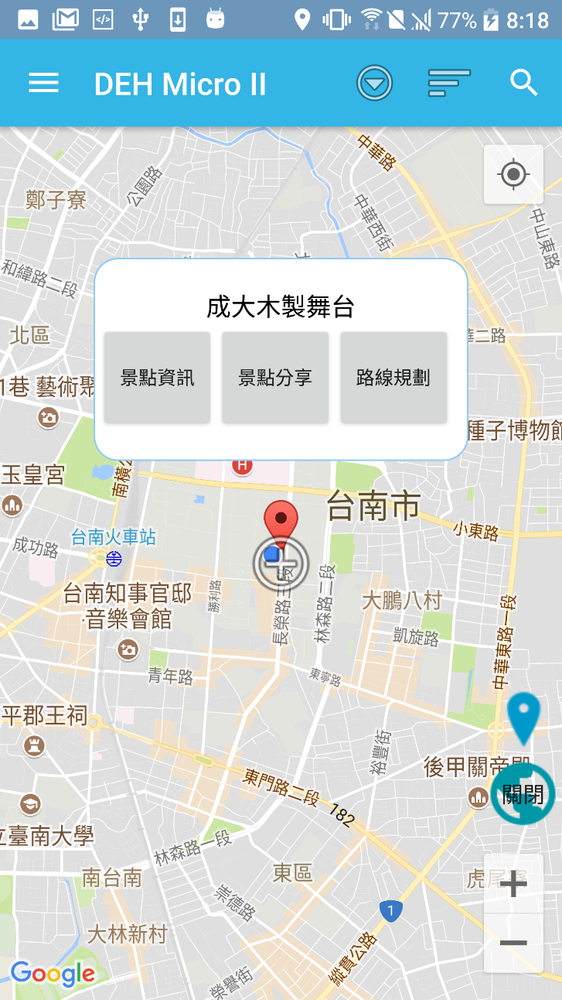 77% 8:18
DEH Micro II
中華路
公園路
鄭子寮
中華西街
中山東路
和緯路二段
成大木製舞台
北區
華二路
景點資訊 景點分享 路線規劃
1巷 藝術聚
種子博物館
H
玉皇宮
南橫公
台南市
小東路
台南火車站
成功路
台南知事官邸
·音樂會館
勝利路
長榮路三段
林森路二段
大鵬八村
凱旋路
中華東路一段
青年路
東寧路
平郡王祠
裕豐街
後甲關帝殿
東門路二段
關閉
182
立臺南大學
林森路一段
南台南
東區
虎尾寮
崇德路
1
大林新村
縱貫公路
Google
榮譽街